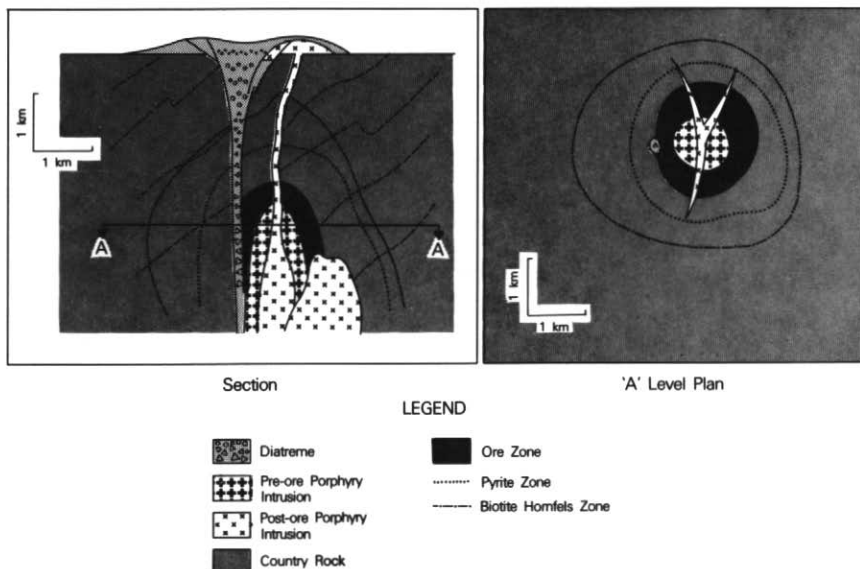 1 km
1 km
A
A
1 km
1 km
Section
'A' Level Plan
LEGEND
Diatreme
Pre-ore Porphyry
Intrusion
Post-ore Porphyry
Intrusion
Country Rock
Ore Zone
Pyrite Zone
Biotite Hornfels Zone